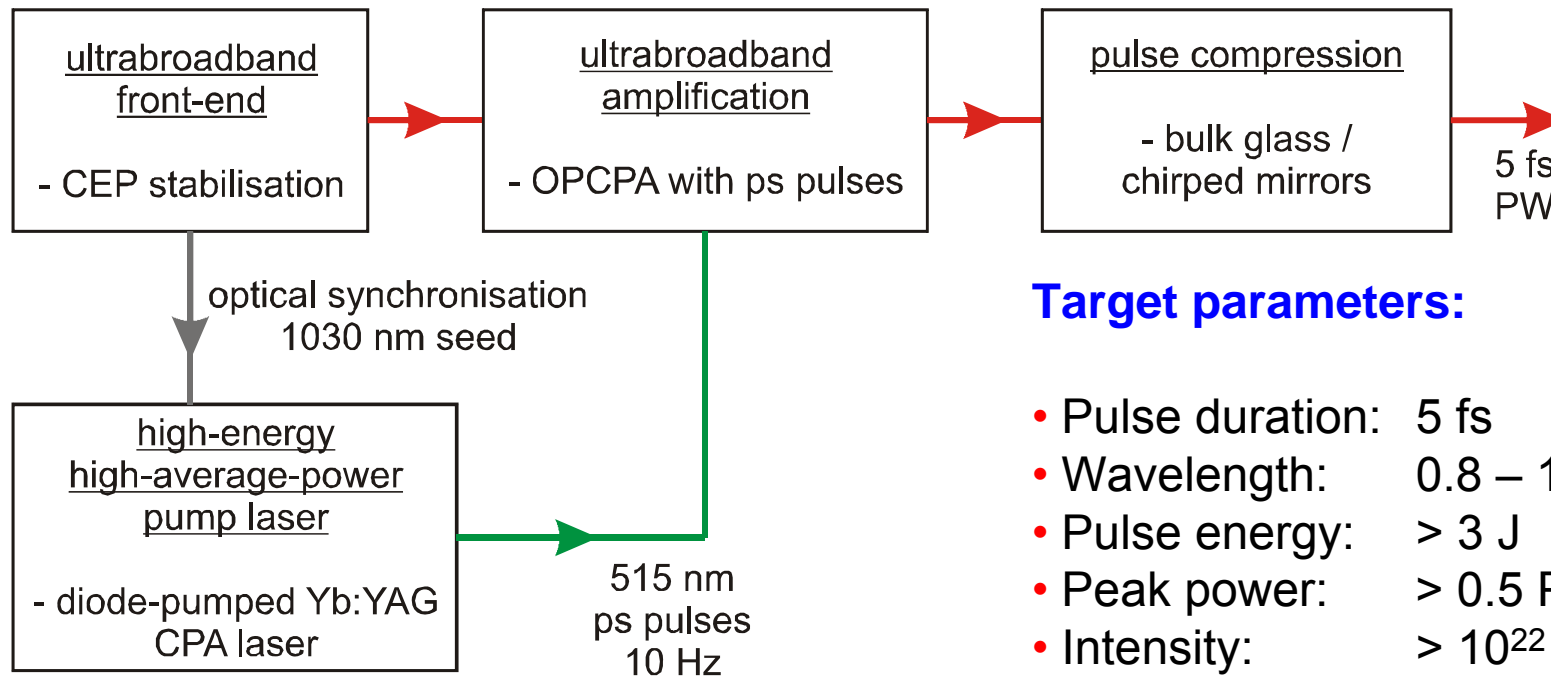 ultrabroadband
front-end
- CEP stabilisation
ultrabroadband
amplification
- OPCPA with ps pulses
pulse compression
- bulk glass /
chirped mirrors
5 fs
PW
optical synchronisation
1030 nm seed
high-energy
high-average-power
pump laser
- diode-pumped Yb:YAG
CPA laser
515 nm
ps pulses
10 Hz
Target parameters:
• Pulse duration: 5 fs
• Wavelength: 0.8 –
• Pulse energy: > 3 J
• Peak power: > 0.5
• Intensity: > 10²²